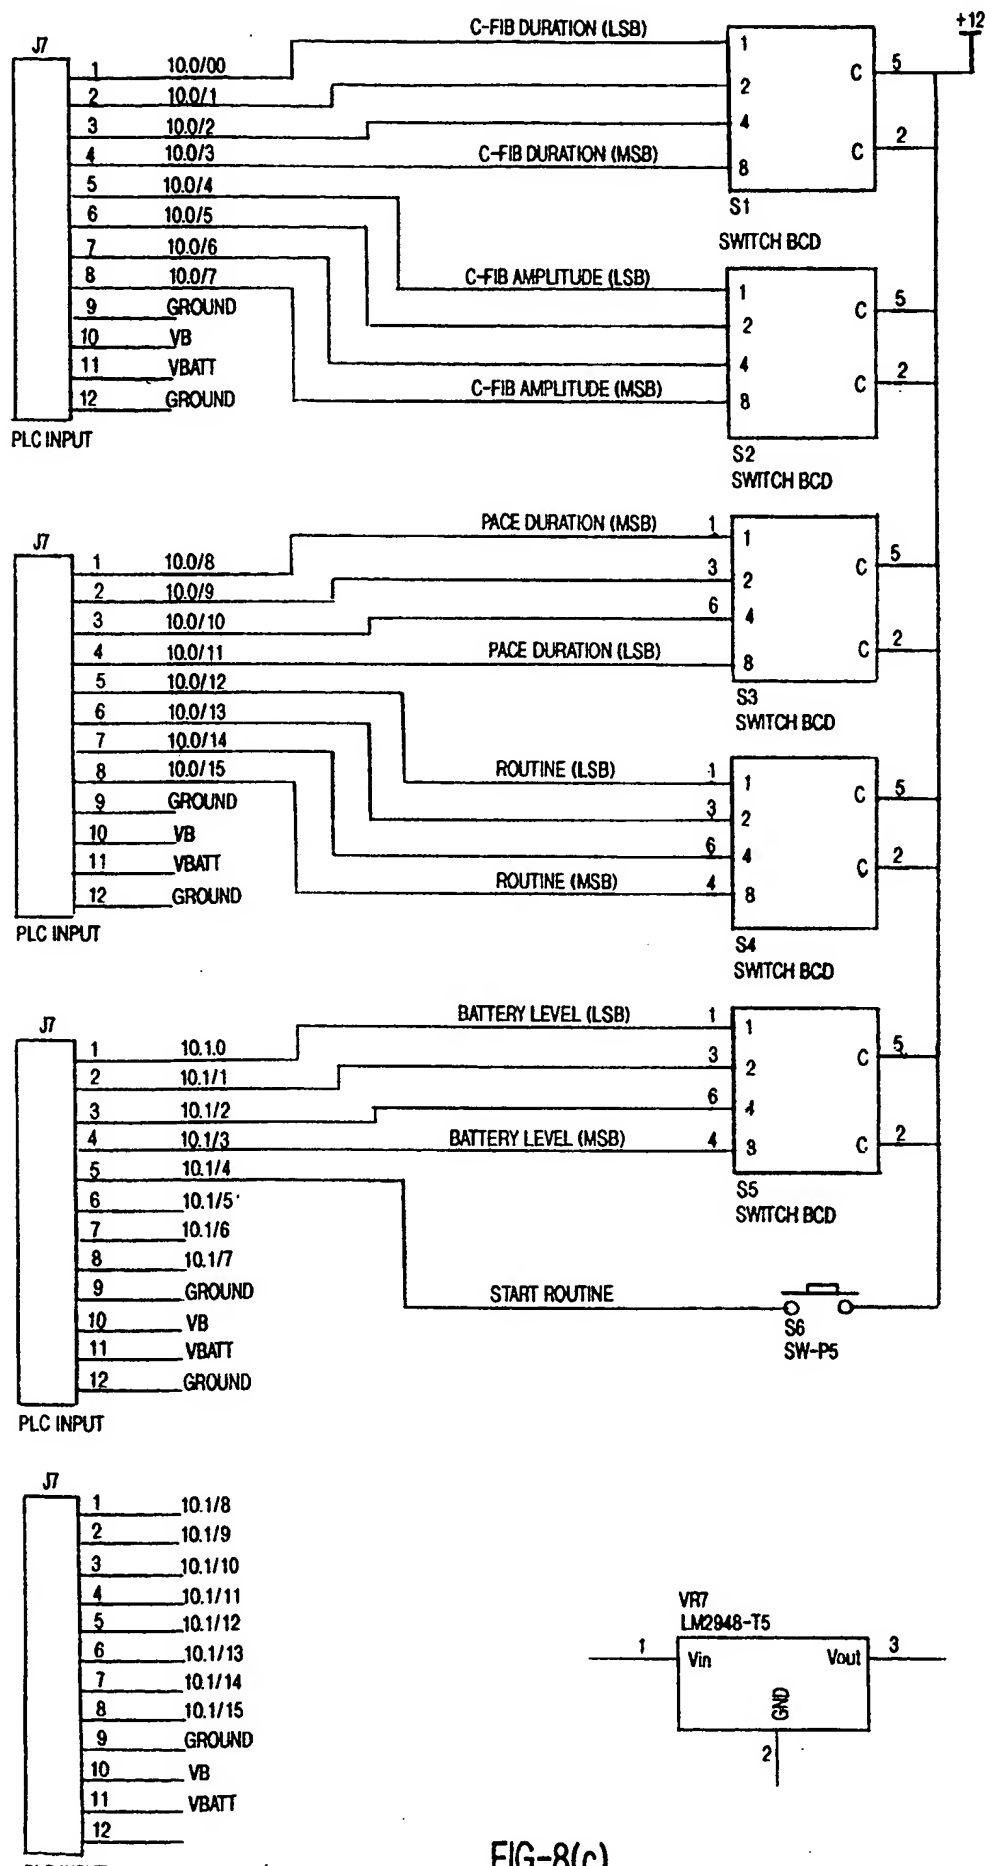 +12
C-FIB DURATION (LSB)
J7
1 10.0/00 1 C 5
2 10.0/1 2
3 10.0/2 4
4 10.0/3 C-FIB DURATION (MSB) 8 C 2
5 10.0/4 S1
6 10.0/5
7 10.0/6 SWITCH BCD
8 10.0/7 C-FIB AMPLITUDE (LSB) 1 C 5
9 GROUND 2
10 VB
11 VBATT 4 C 2
12 GROUND C-FIB AMPLITUDE (MSB) 8
PLC INPUT
S2
SWITCH BCD
PACE DURATION (MSB) 1 1
J7
1 10.0/8 C 5
2 10.0/9 3 2
3 10.0/10 6 4
4 10.0/11 PACE DURATION (LSB) 8 C 2
5 10.0/12 S3
6 10.0/13 SWITCH BCD
7 10.0/14
8 10.0/15 ROUTINE (LSB) 1 1 C 5
9 GROUND 3 2
10 VB
11 VBATT 6 4 C 2
12 GROUND ROUTINE (MSB) 4 8
PLC INPUT
S4
SWITCH BCD
BATTERY LEVEL (LSB) 1 1
J7
1 10.1.0 C 5
2 10.1/1 3 2
3 10.1/2 6 4
4 10.1/3 BATTERY LEVEL (MSB) 4 8 C 2
5 10.1/4 S5
6 10.1/5 SWITCH BCD
7 10.1/6
8 10.1/7
9 GROUND START ROUTINE
10 VB S6
11 VBATT SW-P5
12 GROUND
PLC INPUT
J7
1 10.1/8
2 10.1/9
3 10.1/10
4 10.1/11 VR7
5 10.1/12 LM2948-T5
6 10.1/13 1 Vin Vout 3
7 10.1/14
8 10.1/15 GND
9 GROUND 2
10 VB
11 VBATT
12
PLC INPUT
FIG-8(c)